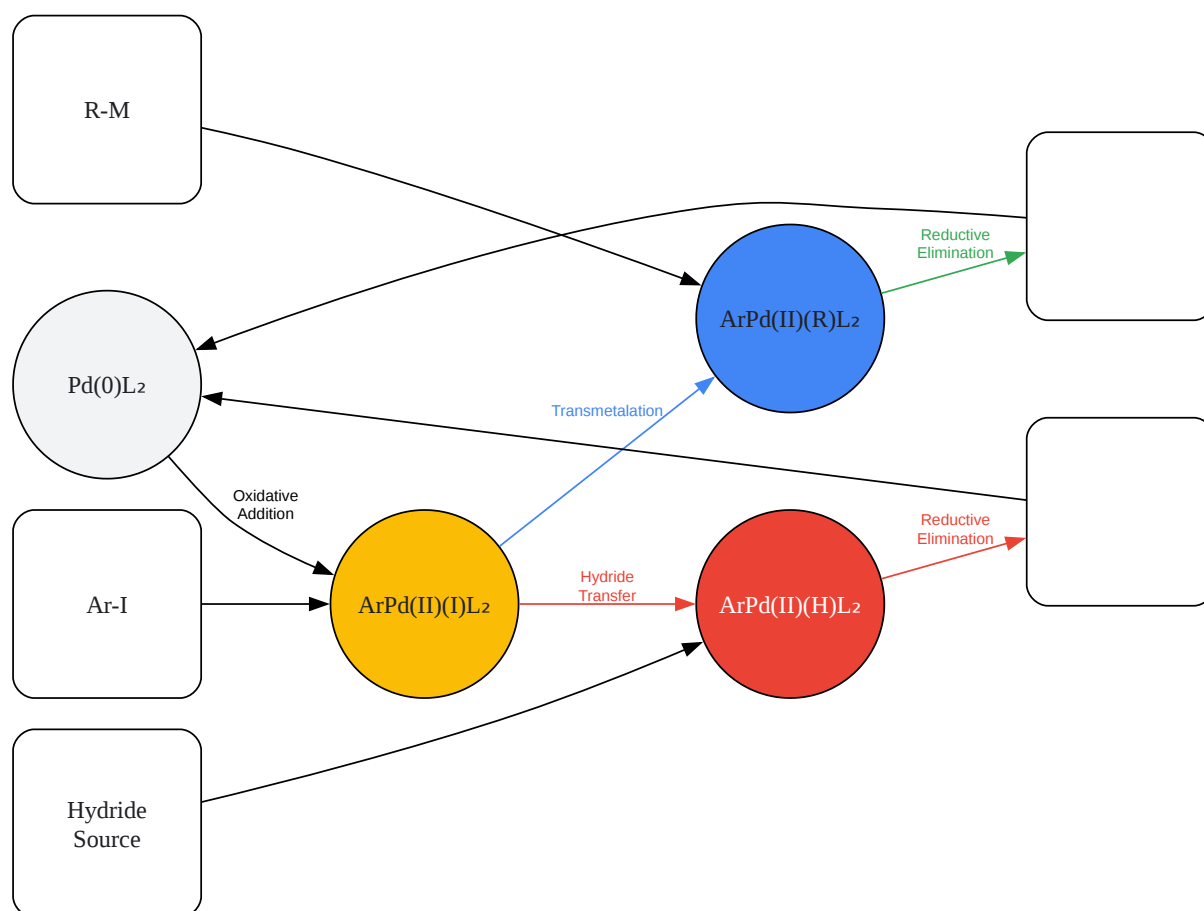 R-M
Reductive
Elimination
ArPd(II)(R)L₂
Pd(0)L₂
Transmetalation
Oxidative
Addition
Reductive
Elimination
Hydride
Transfer
Ar-I
ArPd(II)(I)L₂
ArPd(II)(H)L₂
Hydride
Source